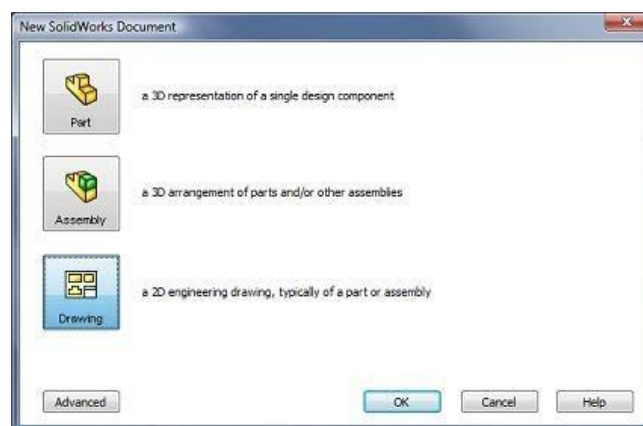 New SolidWorks Document
Part
a 3D representation of a single design component
Assembly
a 3D arrangement of parts and/or other assemblies
Drawing
a 2D engineering drawing, typically of a part or assembly
Advanced
OK
Cancel
Help